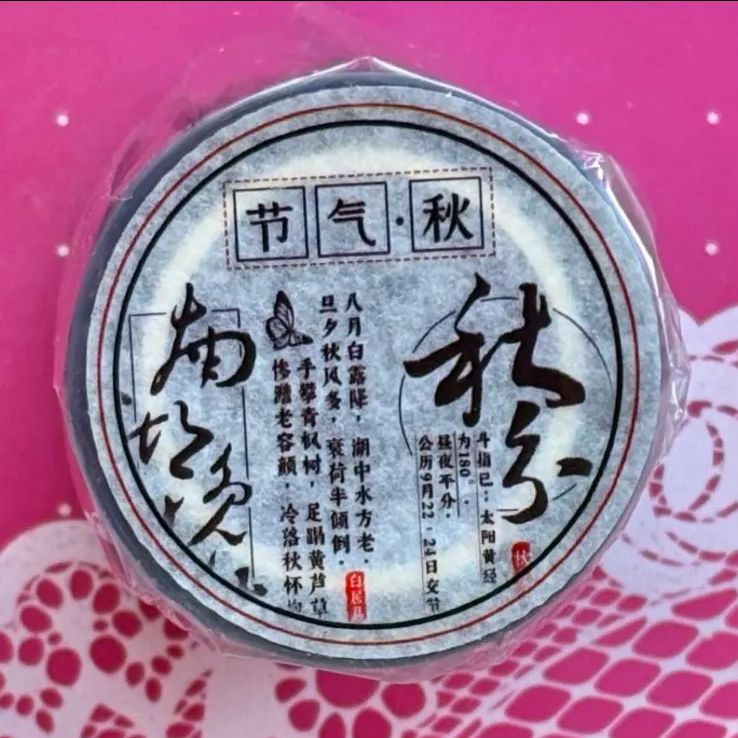 节气·秋
秋分
斗指已；太阳黄经
为180°。
昼夜平分，
公历9月22-24日交节
八月白露降，湖中水方老。
旦夕秋风多，衰荷半倾倒。
手攀青枫树，足蹋黄芦草
惨澹老容颜，冷落秋怀
白居易
南湖晚